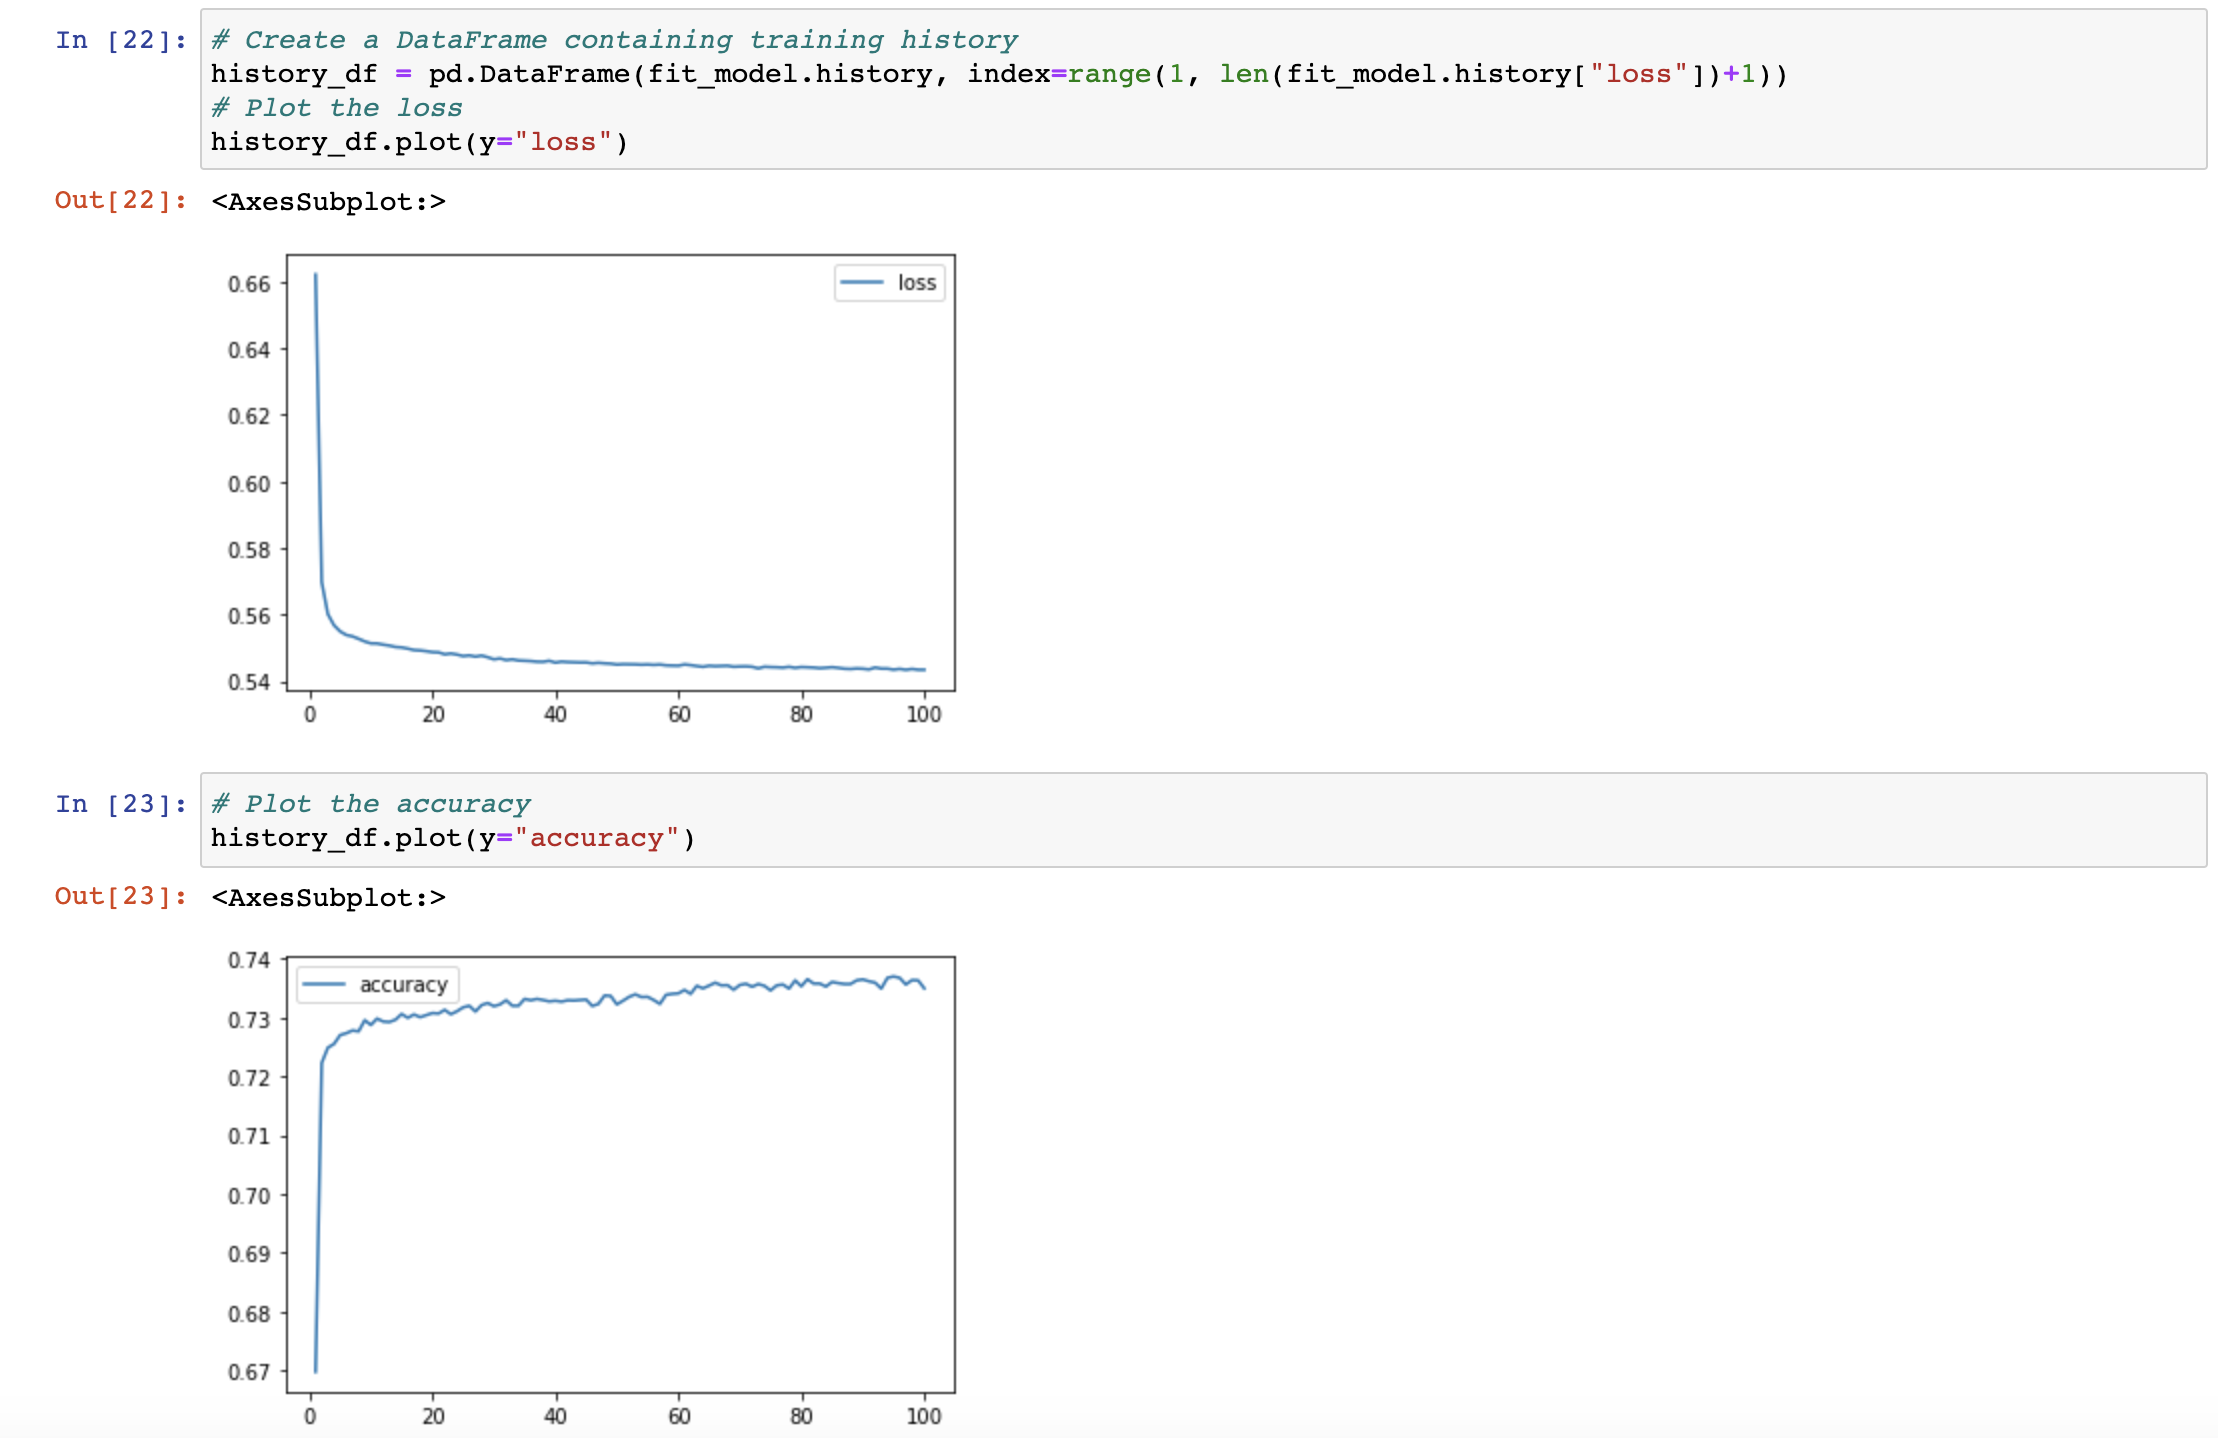 In [22]: # Create a DataFrame containing training history
history_df = pd.DataFrame(fit_model.history, index=range(1, len(fit_model.history["loss"])+1))
# Plot the loss
history_df.plot(y="loss")
Out[22]: <AxesSubplot:>
loss
0.66
0.64
0.62
0.60
0.58
0.56
0.54
0 20 40 60 80 100
In [23]: # Plot the accuracy
history_df.plot(y="accuracy")
Out[23]: <AxesSubplot:>
accuracy
0.74
0.73
0.72
0.71
0.70
0.69
0.68
0.67
0 20 40 60 80 100